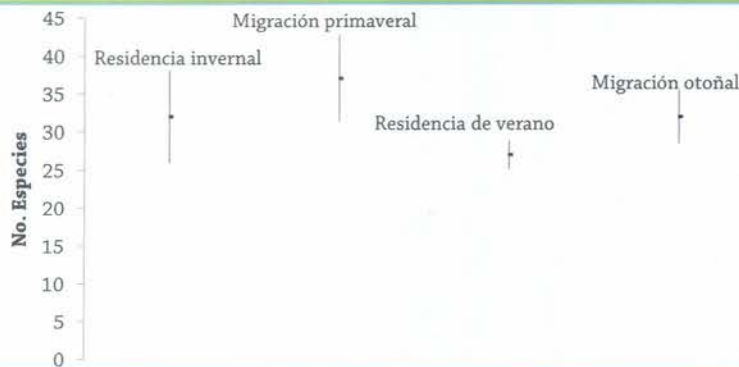 45
Migración primaveral
40
Residencia invernal
35
Migración otoñal
30
Residencia de verano
25
20
15
10
5
0
No. Especies